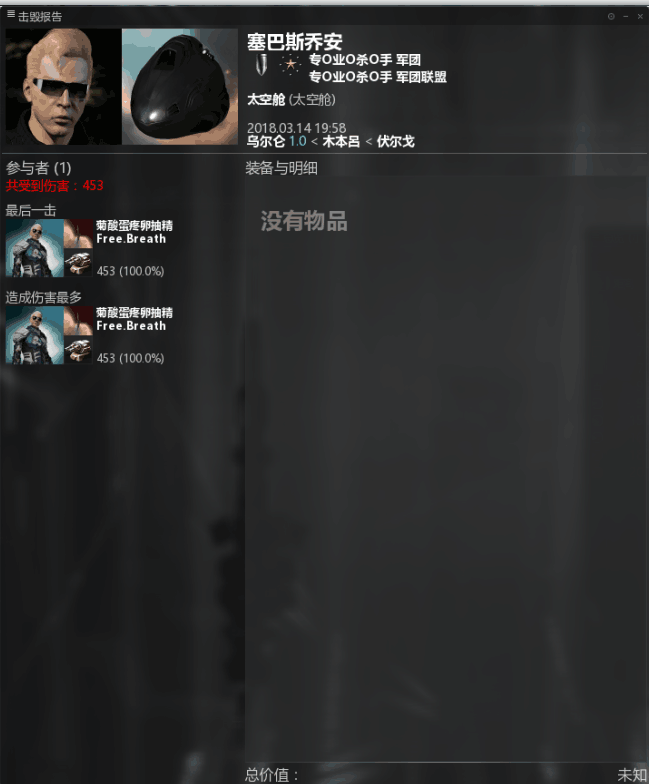 击毁报告
塞巴斯乔安
专O业O杀O手 军团
专O业O杀O手 军团联盟
太空舱 (太空舱)
2018.03.14 19:58
乌尔仑 1.0 < 木本吕 < 伏尔戈
参与者 (1)
共受到伤害：453
最后一击
菊酸蛋疼卵抽精
Free.Breath
453 (100.0%)
造成伤害最多
菊酸蛋疼卵抽精
Free.Breath
453 (100.0%)
装备与明细
没有物品
总价值： 未知